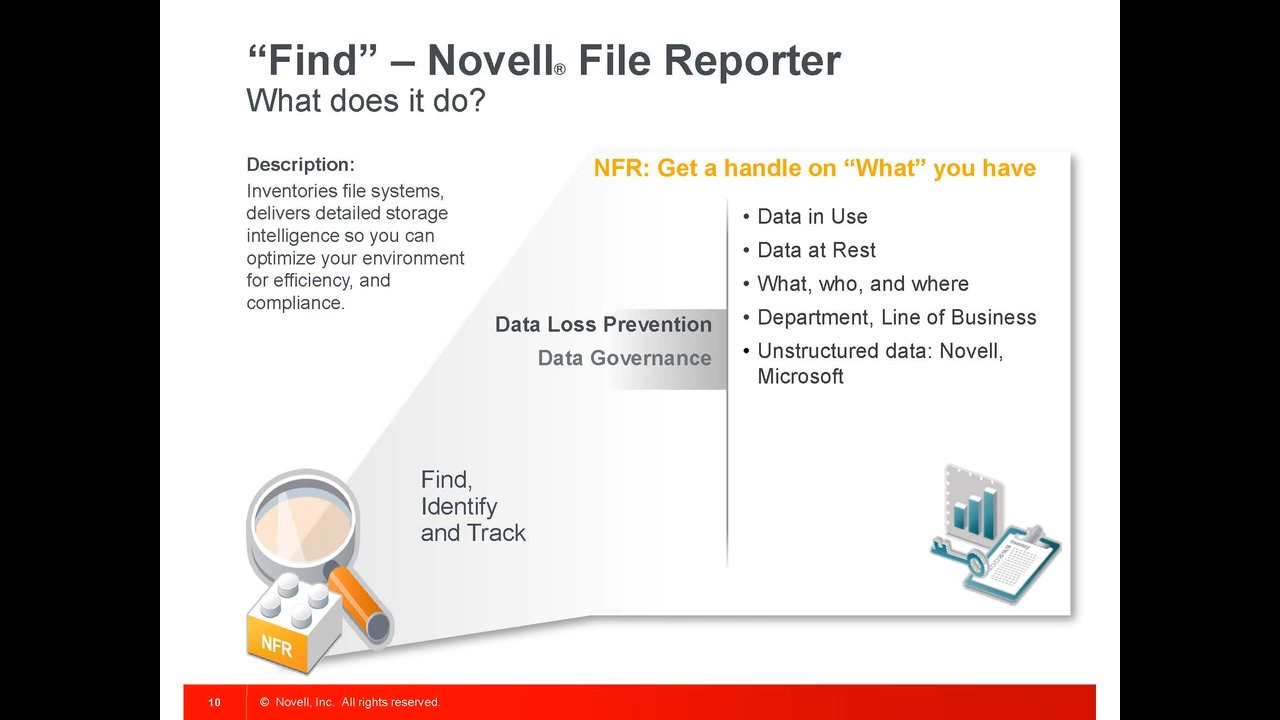 “Find” – Novell® File Reporter
What does it do?
Description:
Inventories file systems,
delivers detailed storage
intelligence so you can
optimize your environment
for efficiency, and
compliance.
NFR: Get a handle on “What” you have
Data Loss Prevention
Data Governance
• Data in Use
• Data at Rest
• What, who, and where
• Department, Line of Business
• Unstructured data: Novell,
Microsoft
Find,
Identify
and Track
NFR
10
© Novell, Inc. All rights reserved.